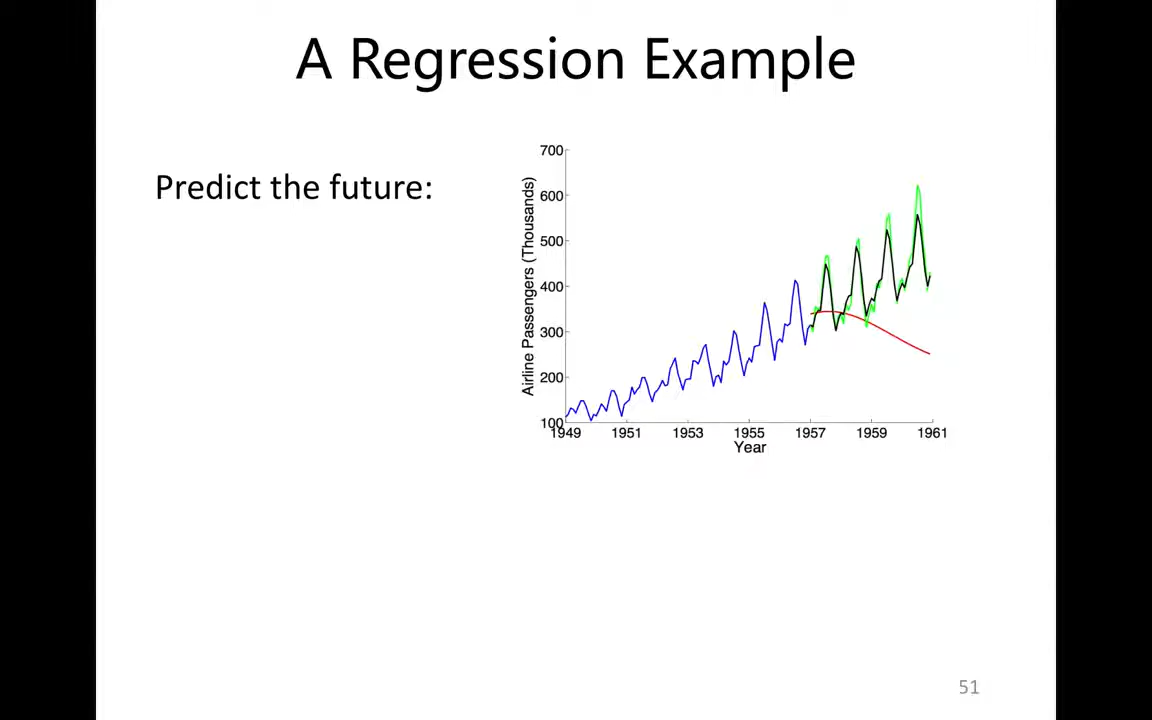 A Regression Example
Predict the future:
700
600
500
400
300
200
100
Airline Passengers (Thousands)
1949 1951 1953 1955 1957 1959 1961
Year
51